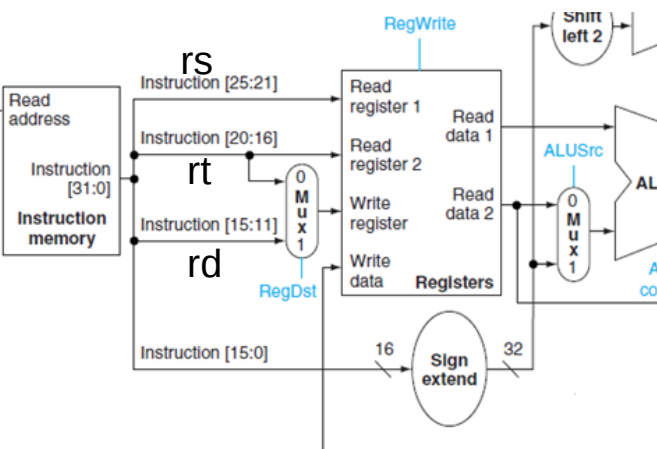 Shift
left 2
RegWrite
rs
Instruction [25:21]
Read
address
Read
register 1
Read
data 1
Instruction [20:16]
Read
register 2
rt
ALUSrc
Instruction
[31:0]
0
M
u
x
1
Write
register
Read
data 2
0
M
u
x
1
AL
Instruction
memory
Instruction [15:11]
rd
Write
data
Registers
RegDst
A
co
Instruction [15:0]
16
Sign
extend
32